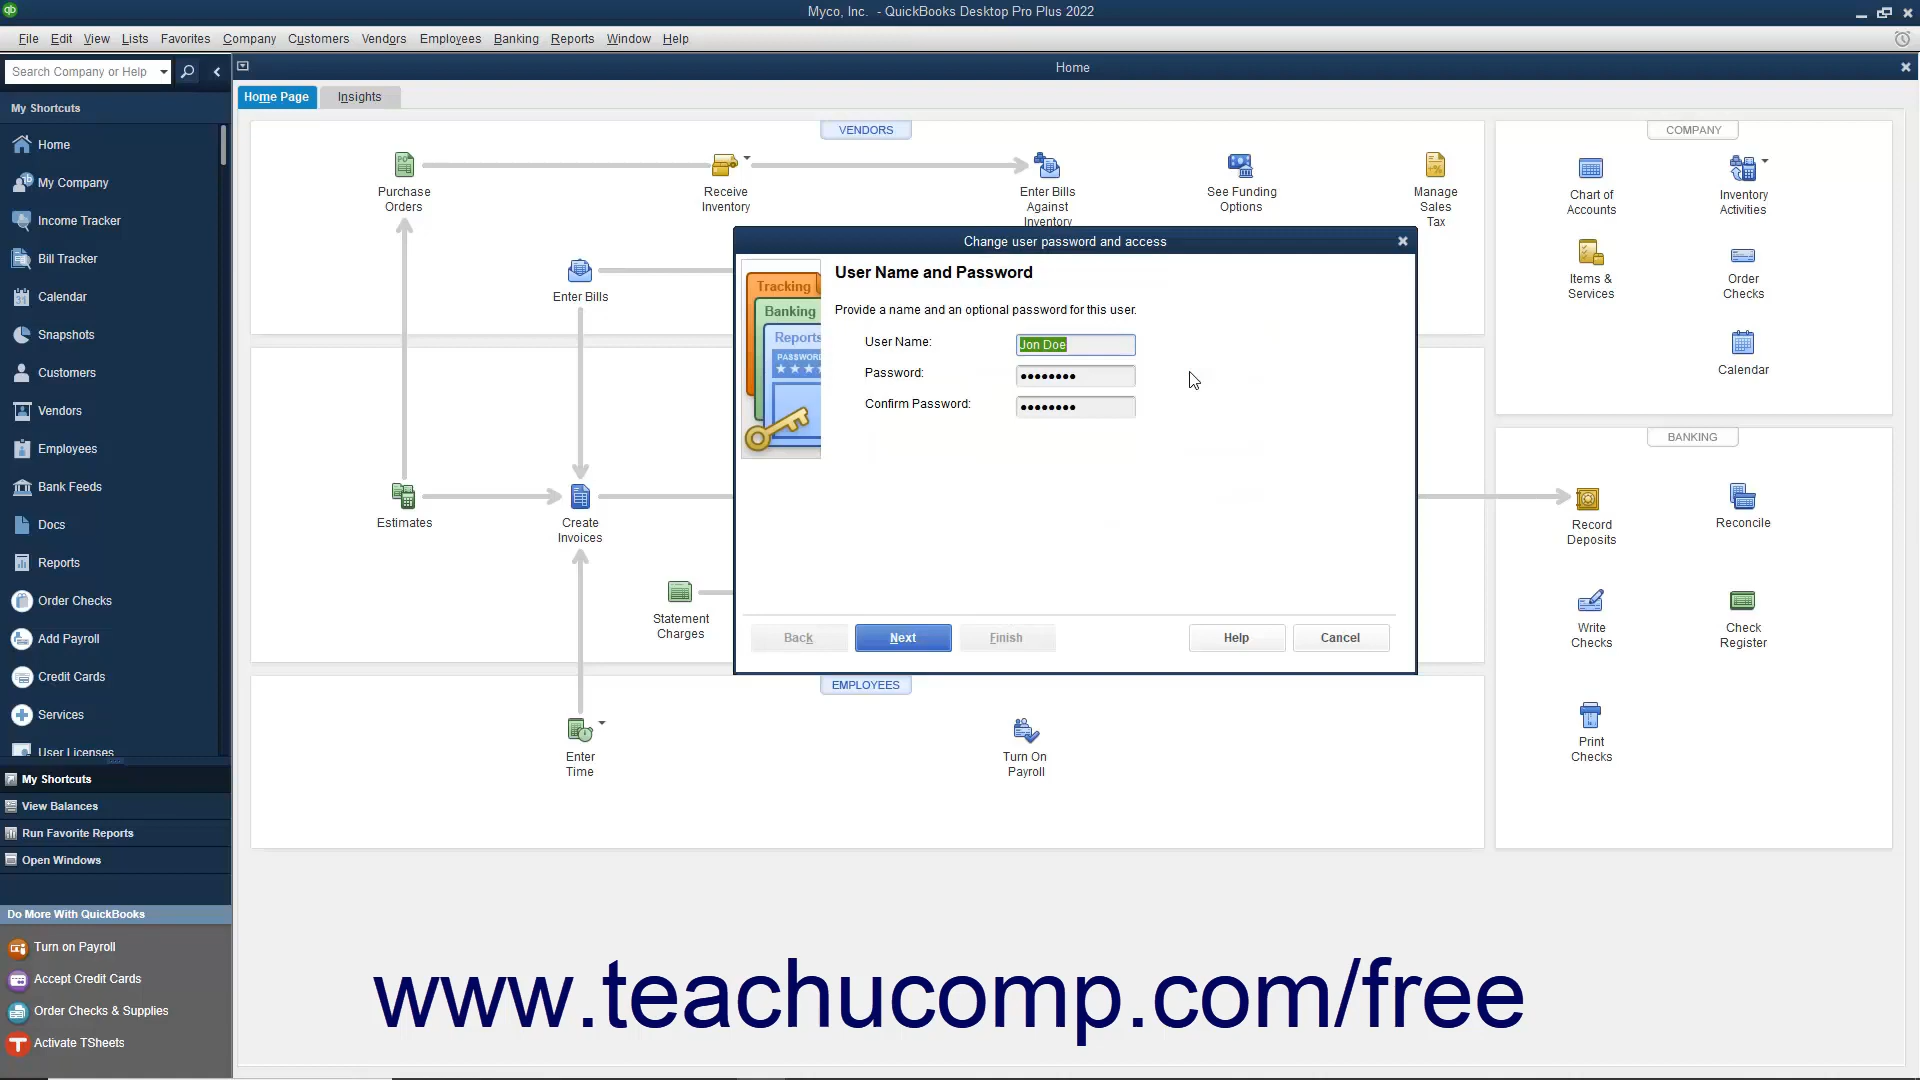 Myco, Inc. - QuickBooks Desktop Pro Plus 2022
File Edit View Lists Favorites Company Customers Vendors Employees Banking Reports Window Help
Search Company or Help
Home
Home Page Insights
My Shortcuts
Home
My Company
Income Tracker
Bill Tracker
Calendar
Snapshots
Customers
Vendors
Employees
Bank Feeds
Docs
Reports
Order Checks
Add Payroll
Credit Cards
Services
User Licenses
My Shortcuts
View Balances
Run Favorite Reports
Open Windows
Do More With QuickBooks
Turn on Payroll
Accept Credit Cards
Order Checks & Supplies
Activate TSheets
VENDORS
Purchase
Orders
Receive
Inventory
Enter Bills
Against
Inventory
See Funding
Options
Manage
Sales
Tax
Enter Bills
Estimates
Create
Invoices
Statement
Charges
EMPLOYEES
Enter
Time
Turn On
Payroll
COMPANY
Chart of
Accounts
Inventory
Activities
Items &
Services
Order
Checks
Calendar
BANKING
Record
Deposits
Reconcile
Write
Checks
Check
Register
Print
Checks
Change user password and access
Tracking
Banking
Reports
PASSWORD
User Name and Password
Provide a name and an optional password for this user.
User Name: Jon Doe
Password: ●●●●●●●●
Confirm Password: ●●●●●●●●
Back Next Finish Help Cancel
www.teachucomp.com/free